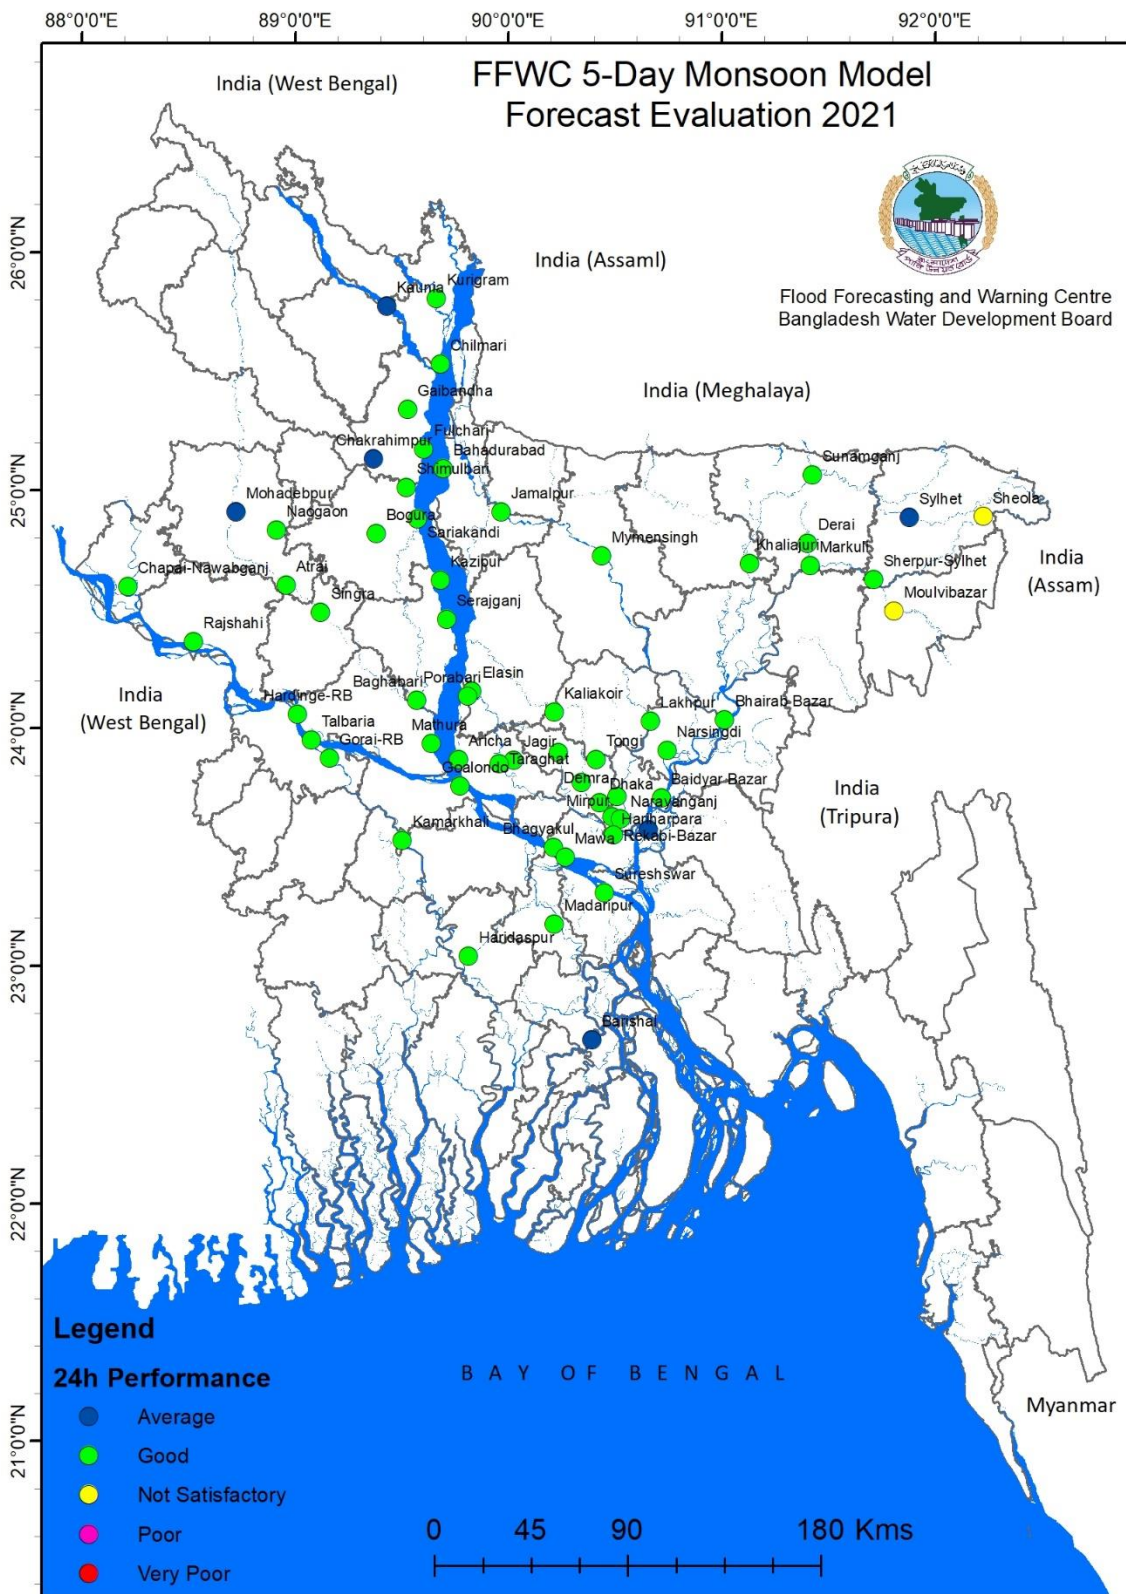 88°0'0"E
89°0'0"E
90°0'0"E
91°0'0"E
92°0'0"E
FFWC 5-Day Monsoon Model
Forecast Evaluation 2021
India (West Bengal)
26°0'0"N
25°0'0"N
24°0'0"N
23°0'0"N
22°0'0"N
21°0'0"N
India (Assaml)
Flood Forecasting and Warning Centre
Bangladesh Water Development Board
India (Meghalaya)
Kaunia
Kurigram
Chilmari
Gaibandha
Fulchari
Chakrahimpur
Bahadurabad
Shimulbari
Jamalpur
Mohadebpur
Naogaon
Bogura
Sariakandi
Mymensingh
Sunamganj
Sylhet
Sheola
Derai
Khaliajuri
Markuli
Sherpur-Sylhet
Moulvibazar
India
(Assam)
Chapai-Nawabganj
Atrai
Singra
Kazipur
Serajganj
Rajshahi
India
(West Bengal)
Hardinge-RB
Talbaria
Gorai-RB
Baghabari
Porabari
Elasin
Mathura
Kaliakoir
Lakhpur
Bhairab-Bazar
Narsingdi
Aricha
Jagir
Tongi
Goalondo
Taraghat
Demra
Dhaka
Baidyar Bazar
Mirpur
Narayanganj
Hariharpara
Rekabi-Bazar
Kamarkhali
Bhagyakul
Mawa
Sureshswar
Madaripur
Haridaspur
Barishal
India
(Tripura)
Myanmar
BAY OF BENGAL
Legend
24h Performance
Average
Good
Not Satisfactory
Poor
Very Poor
0 45 90 180 Kms